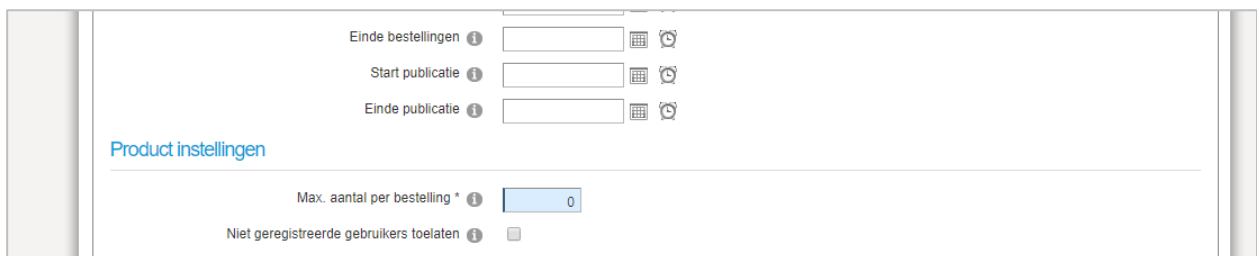 Einde bestellingen
Start publicatie
Einde publicatie
Product instellingen
Max. aantal per bestelling * 0
Niet geregistreerde gebruikers toelaten